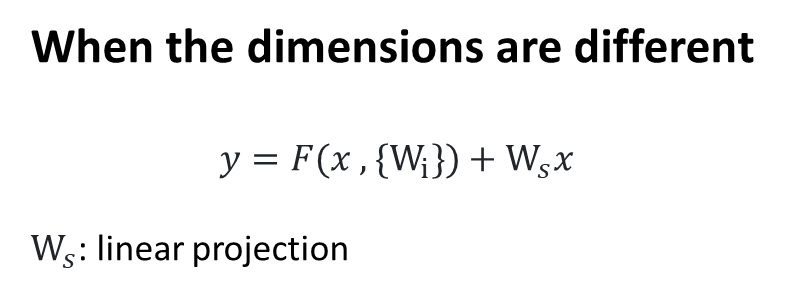 When the dimensions are different
y = F(x , {Wᵢ}) + Wₛx
Wₛ: linear projection